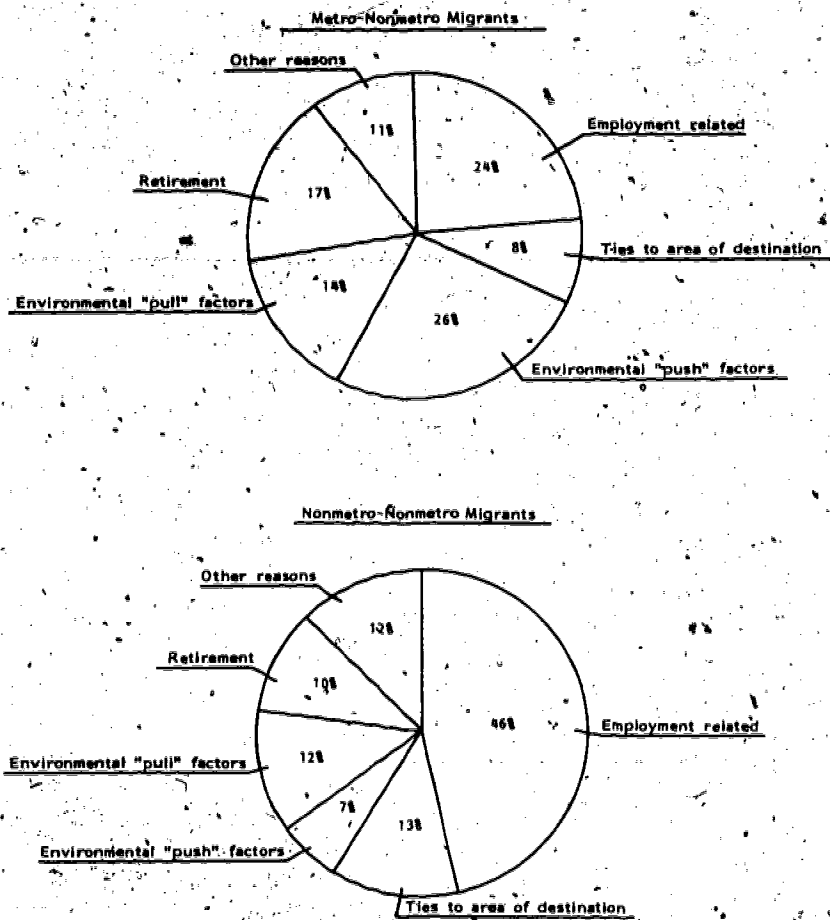 Metro-Nonmetro Migrants
Other reasons
Employment related
11%
24%
Retirement
17%
8%
Ties to area of destination
14%
Environmental "pull" factors
26%
Environmental "push" factors
Nonmetro-Nonmetro Migrants
Other reasons
12%
Retirement
10%
46%
Employment related
12%
Environmental "pull" factors
7%
13%
Environmental "push" factors
Ties to area of destination